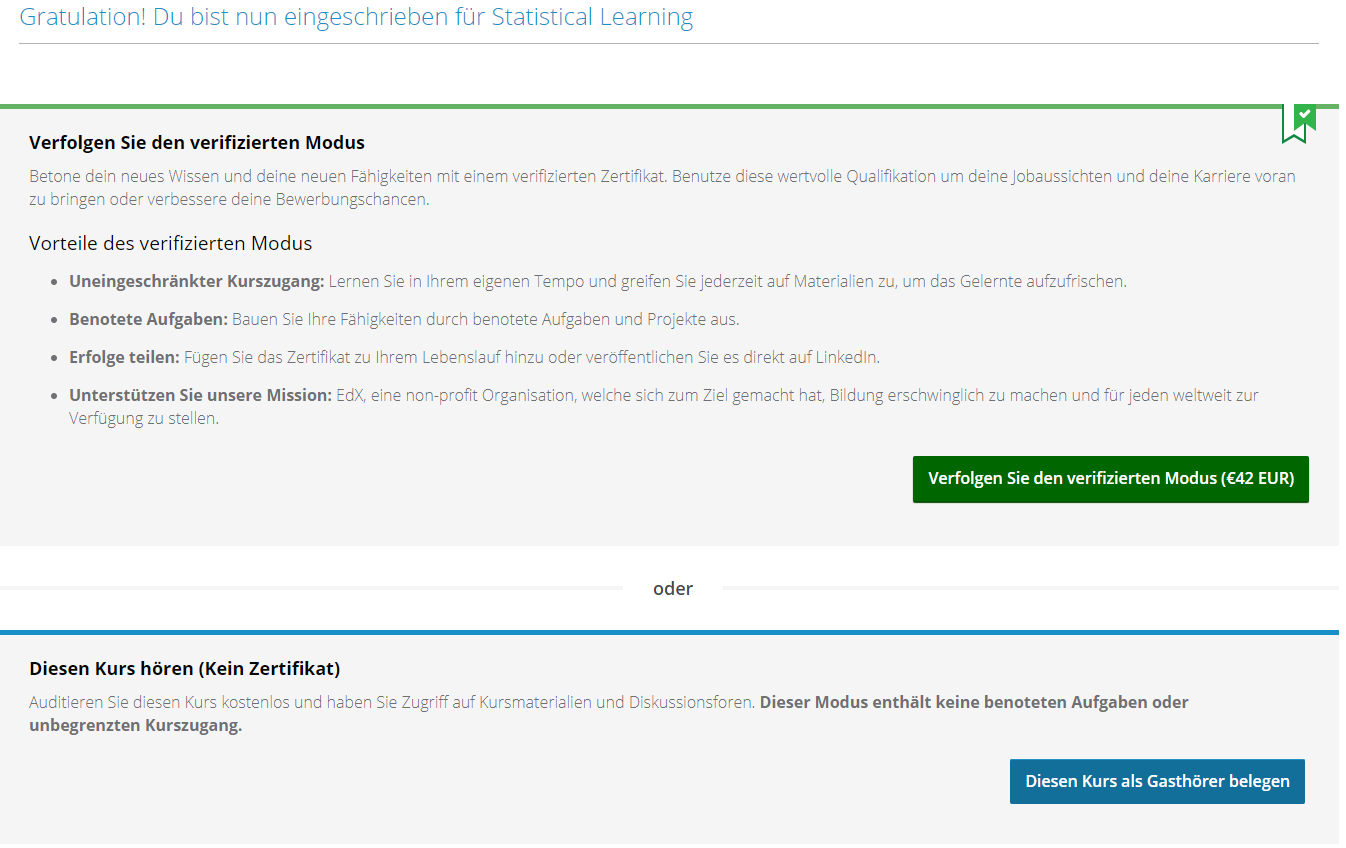 Gratulation! Du bist nun eingeschrieben für Statistical Learning
Verfolgen Sie den verifizierten Modus
Betone dein neues Wissen und deine neuen Fähigkeiten mit einem verifizierten Zertifikat. Benutze diese wertvolle Qualifikation um deine Jobaussichten und deine Karriere voran
zu bringen oder verbessere deine Bewerbungschancen.
Vorteile des verifizierten Modus
• Uneingeschränkter Kurszugang: Lernen Sie in Ihrem eigenen Tempo und greifen Sie jederzeit auf Materialien zu, um das Gelernte aufzufrischen.
• Benotete Aufgaben: Bauen Sie Ihre Fähigkeiten durch benotete Aufgaben und Projekte aus.
• Erfolge teilen: Fügen Sie das Zertifikat zu Ihrem Lebenslauf hinzu oder veröffentlichen Sie es direkt auf LinkedIn.
• Unterstützen Sie unsere Mission: EdX, eine non-profit Organisation, welche sich zum Ziel gemacht hat, Bildung erschwinglich zu machen und für jeden weltweit zur
Verfügung zu stellen.
Verfolgen Sie den verifizierten Modus (€42 EUR)
oder
Diesen Kurs hören (Kein Zertifikat)
Auditieren Sie diesen Kurs kostenlos und haben Sie Zugriff auf Kursmaterialien und Diskussionsforen. Dieser Modus enthält keine benoteten Aufgaben oder
unbegrenzten Kurszugang.
Diesen Kurs als Gasthörer belegen